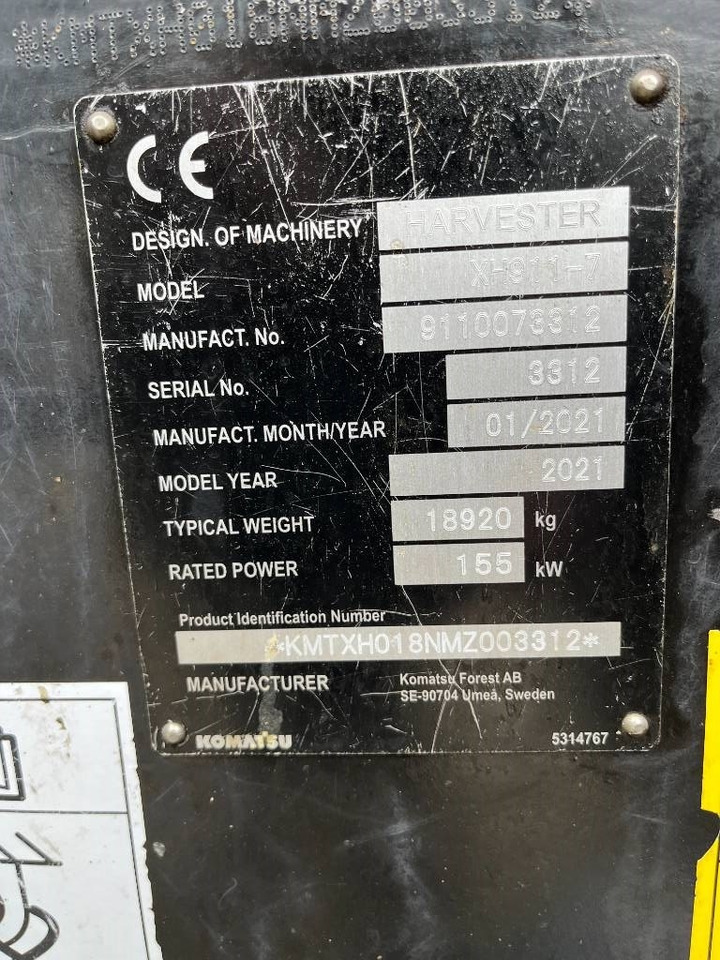 CE
DESIGN. OF MACHINERY HARVESTER
MODEL XH911-7
MANUFACT. No. 9110073312
SERIAL No. 3312
MANUFACT. MONTH/YEAR 01/2021
MODEL YEAR 2021
TYPICAL WEIGHT 18920 kg
RATED POWER 155 kW
Product Identification Number
*KMTXH018NMZ003312*
MANUFACTURER Komatsu Forest AB
SE-90704 Umeå, Sweden
KOMATSU 5314767